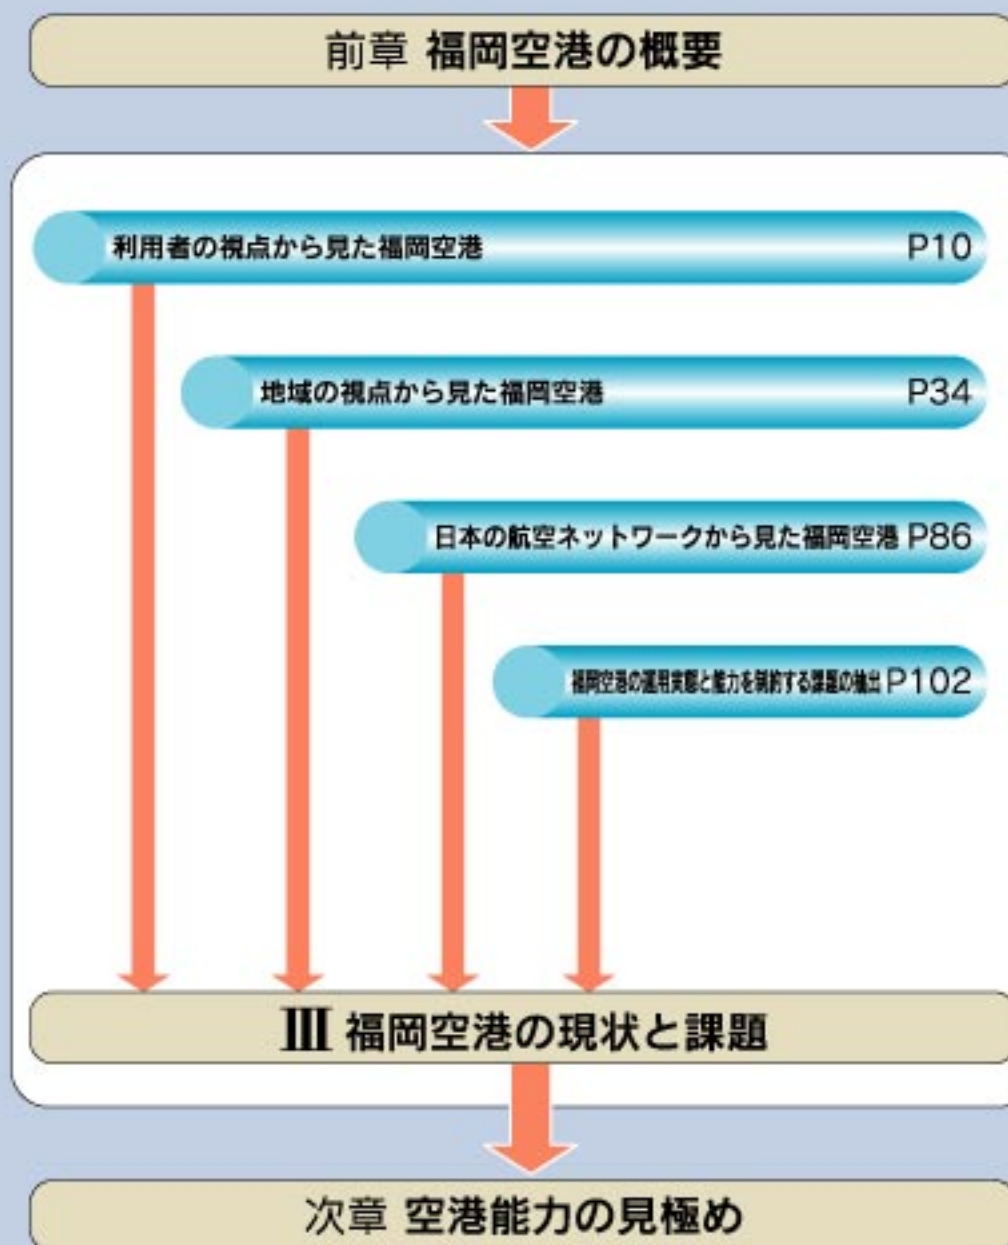 前章 福岡空港の概要
利用者の視点から見た福岡空港 P10
地域の視点から見た福岡空港 P34
日本の航空ネットワークから見た福岡空港 P86
福岡空港の運用実態と能力を制約する課題の抽出 P102
III 福岡空港の現状と課題
次章 空港能力の見極め